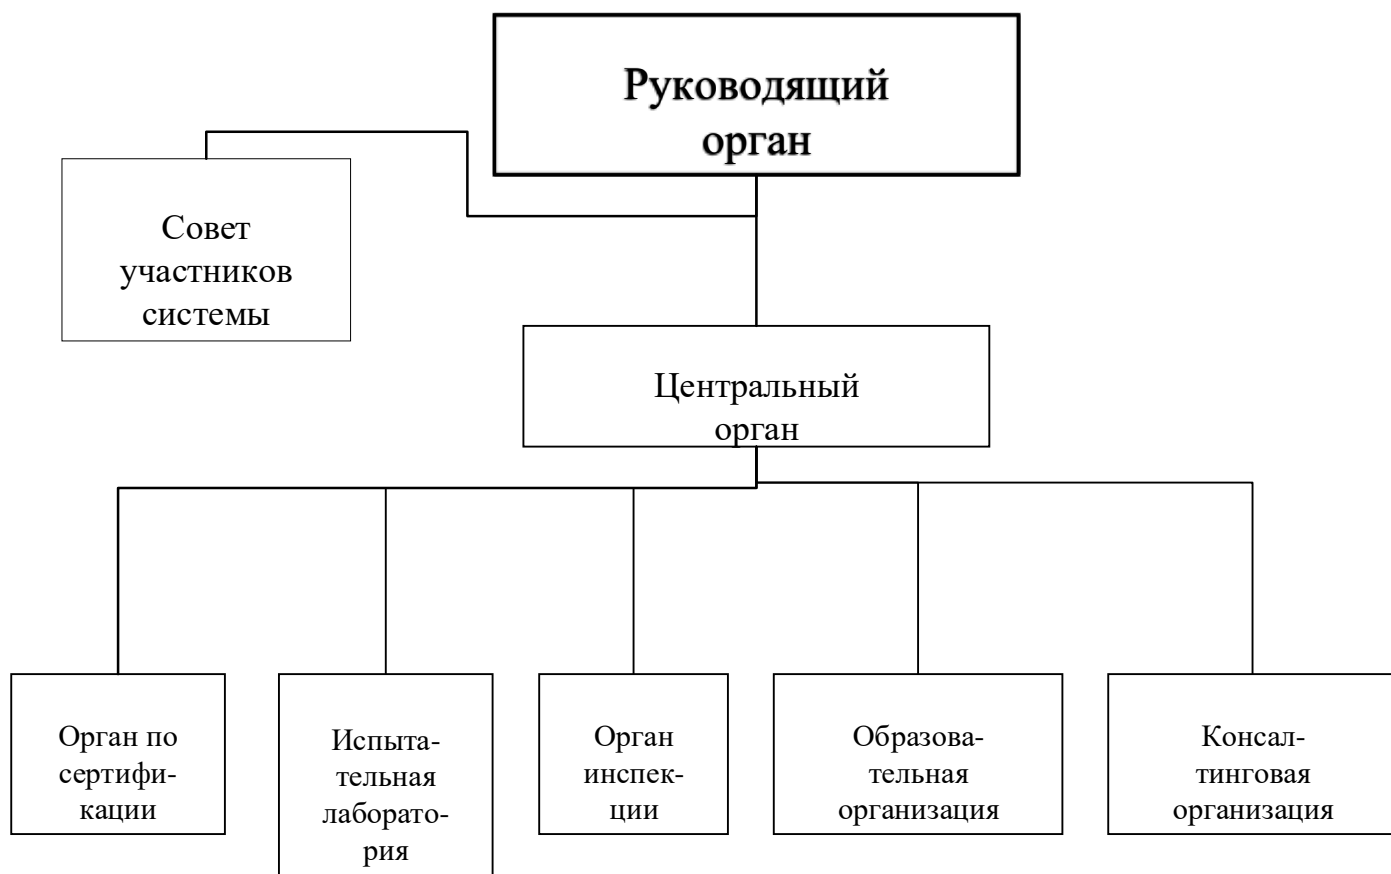 Руководящий
орган
Совет
участников
системы
Центральный
орган
Орган по
сертифи-
кации
Испыта-
тельная
лаборато-
рия
Орган
инспек-
ции
Образова-
тельная
организация
Консал-
тинговая
организация